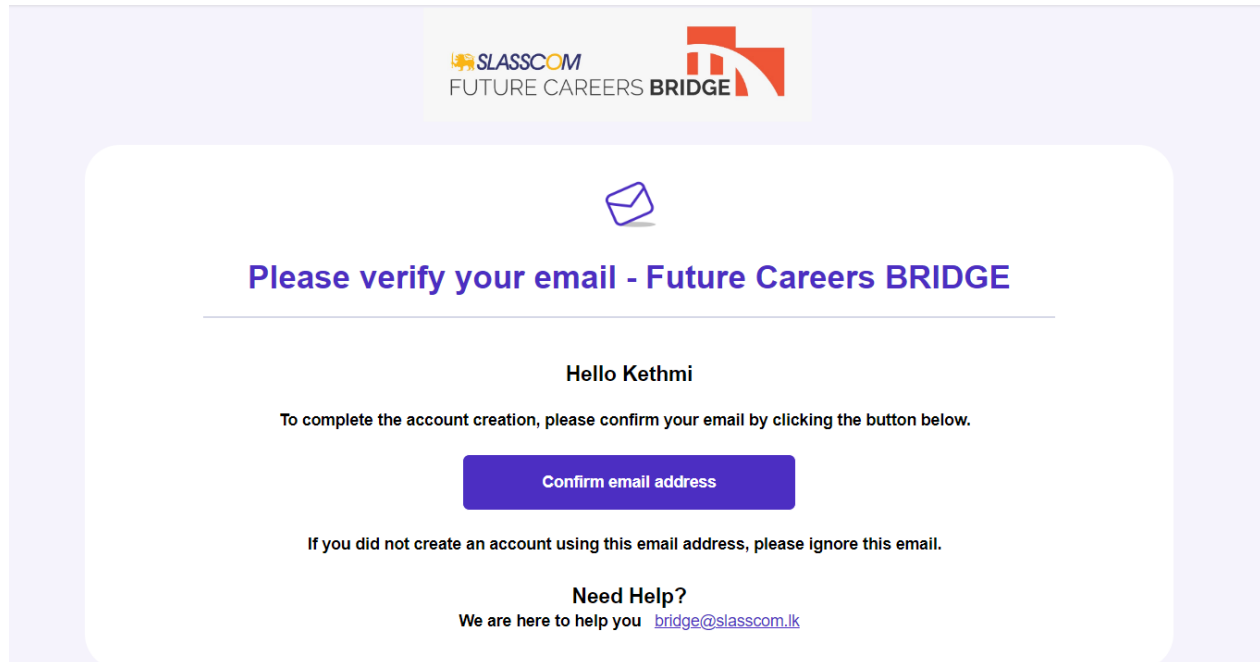 SLASSCOM
FUTURE CAREERS BRIDGE
Please verify your email - Future Careers BRIDGE
Hello Kethmi
To complete the account creation, please confirm your email by clicking the button below.
Confirm email address
If you did not create an account using this email address, please ignore this email.
Need Help?
We are here to help you bridge@slasscom.lk